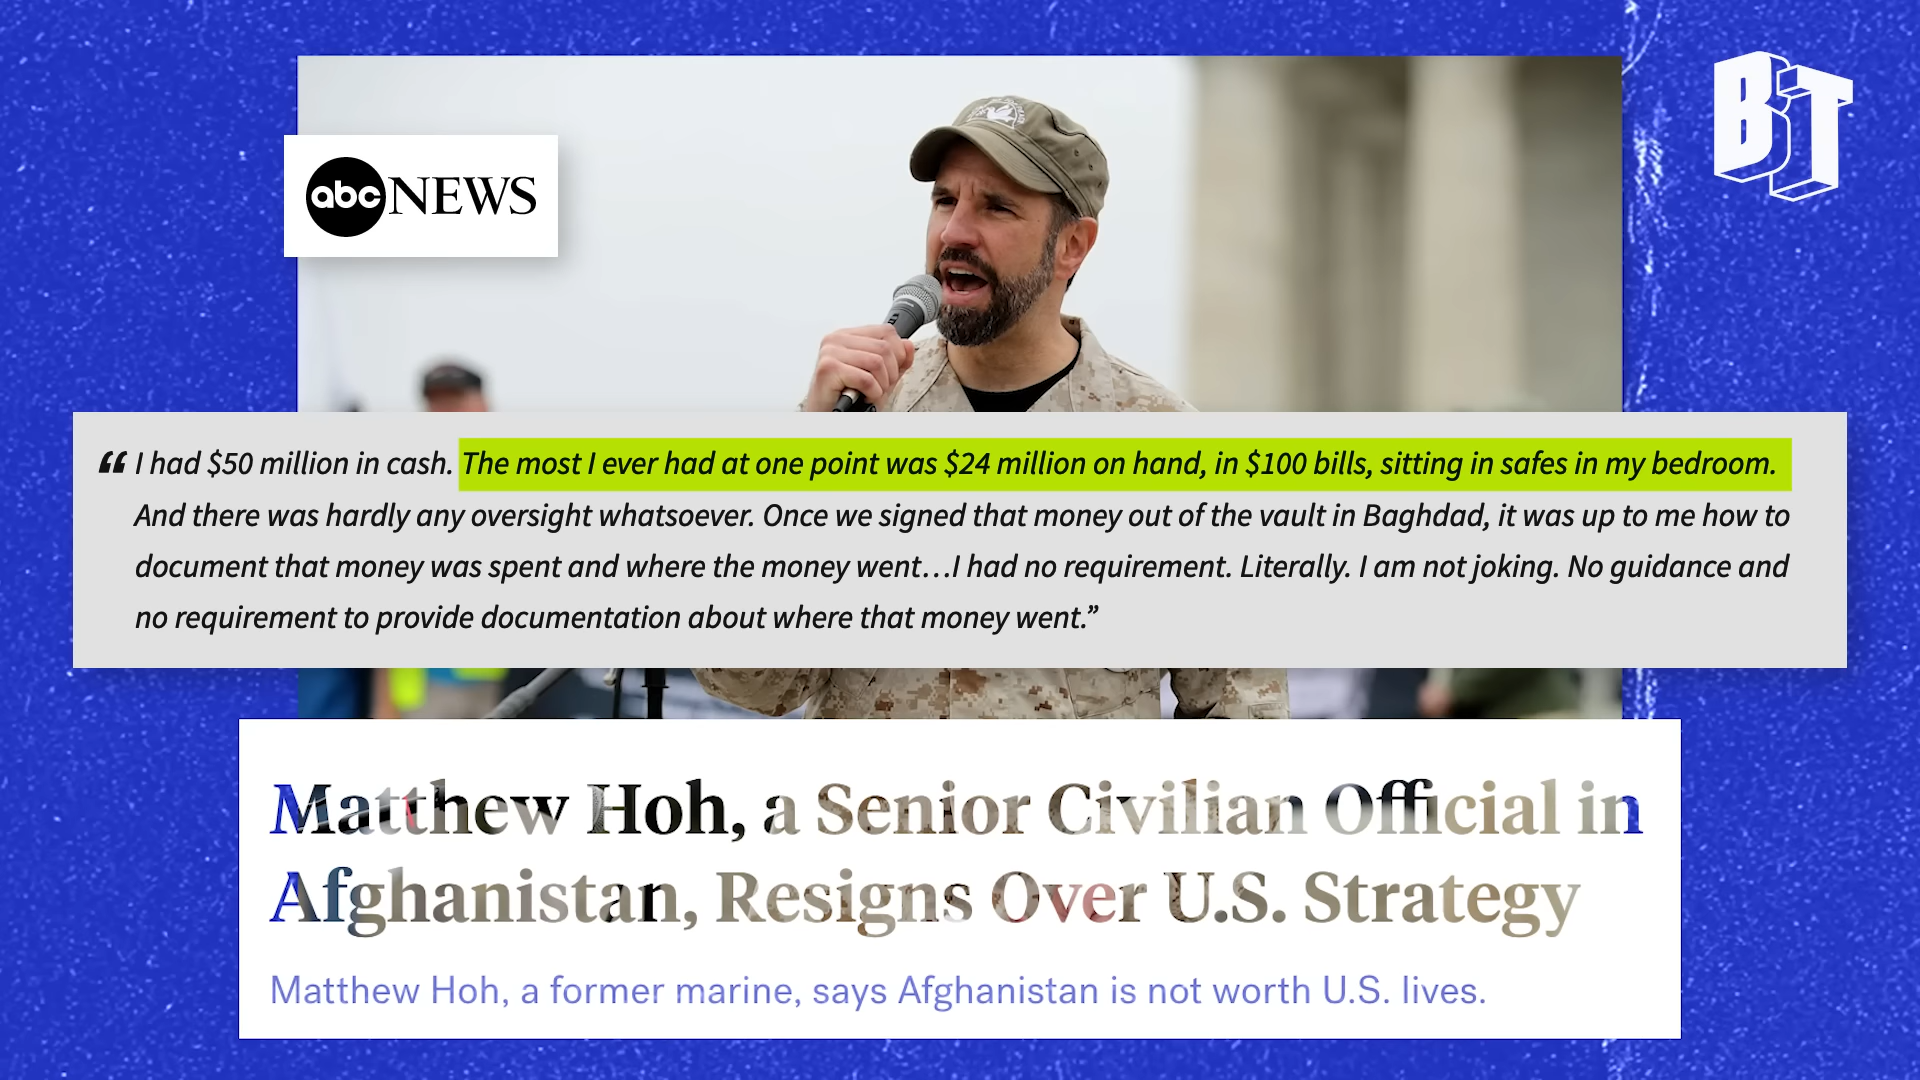 BT
abc NEWS
“ I had $50 million in cash. The most I ever had at one point was $24 million on hand, in $100 bills, sitting in safes in my bedroom.
And there was hardly any oversight whatsoever. Once we signed that money out of the vault in Baghdad, it was up to me how to
document that money was spent and where the money went…I had no requirement. Literally. I am not joking. No guidance and
no requirement to provide documentation about where that money went.”
Matthew Hoh, a Senior Civilian Official in
Afghanistan, Resigns Over U.S. Strategy
Matthew Hoh, a former marine, says Afghanistan is not worth U.S. lives.